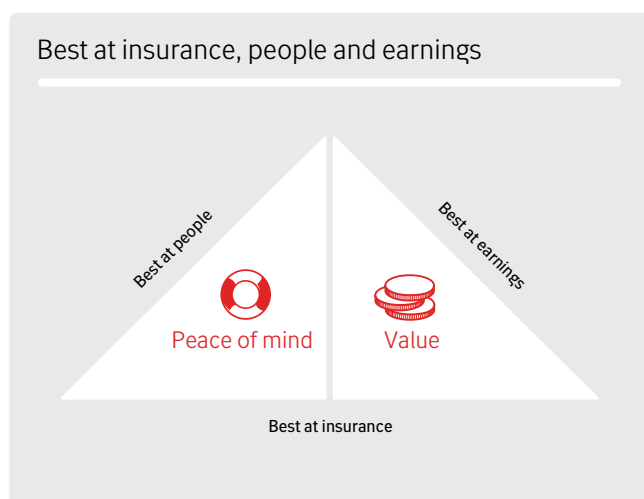 Best at insurance, people and earnings
Best at people
Best at earnings
Peace of mind
Value
Best at insurance